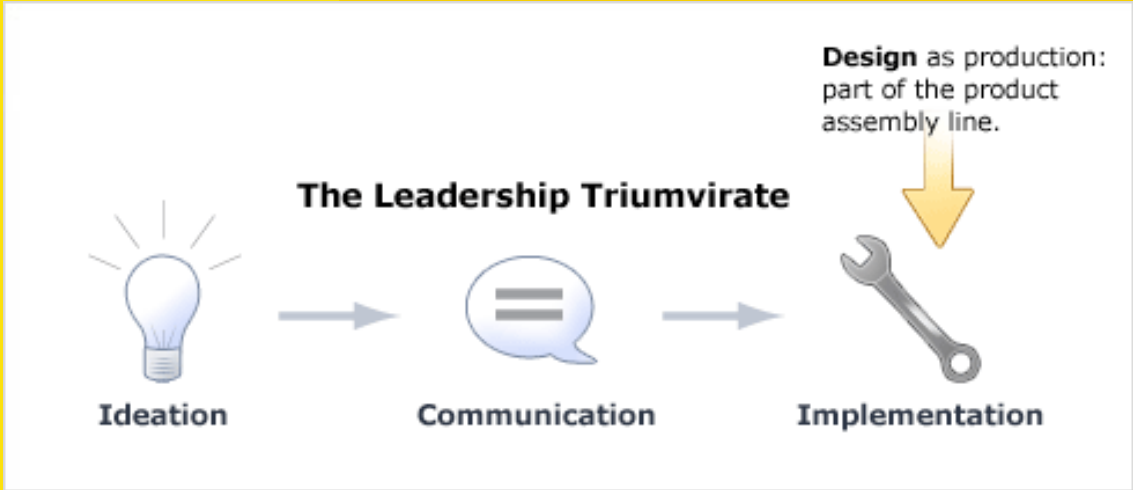 Design as production:
part of the product
assembly line.
The Leadership Triumvirate
Ideation
Communication
Implementation